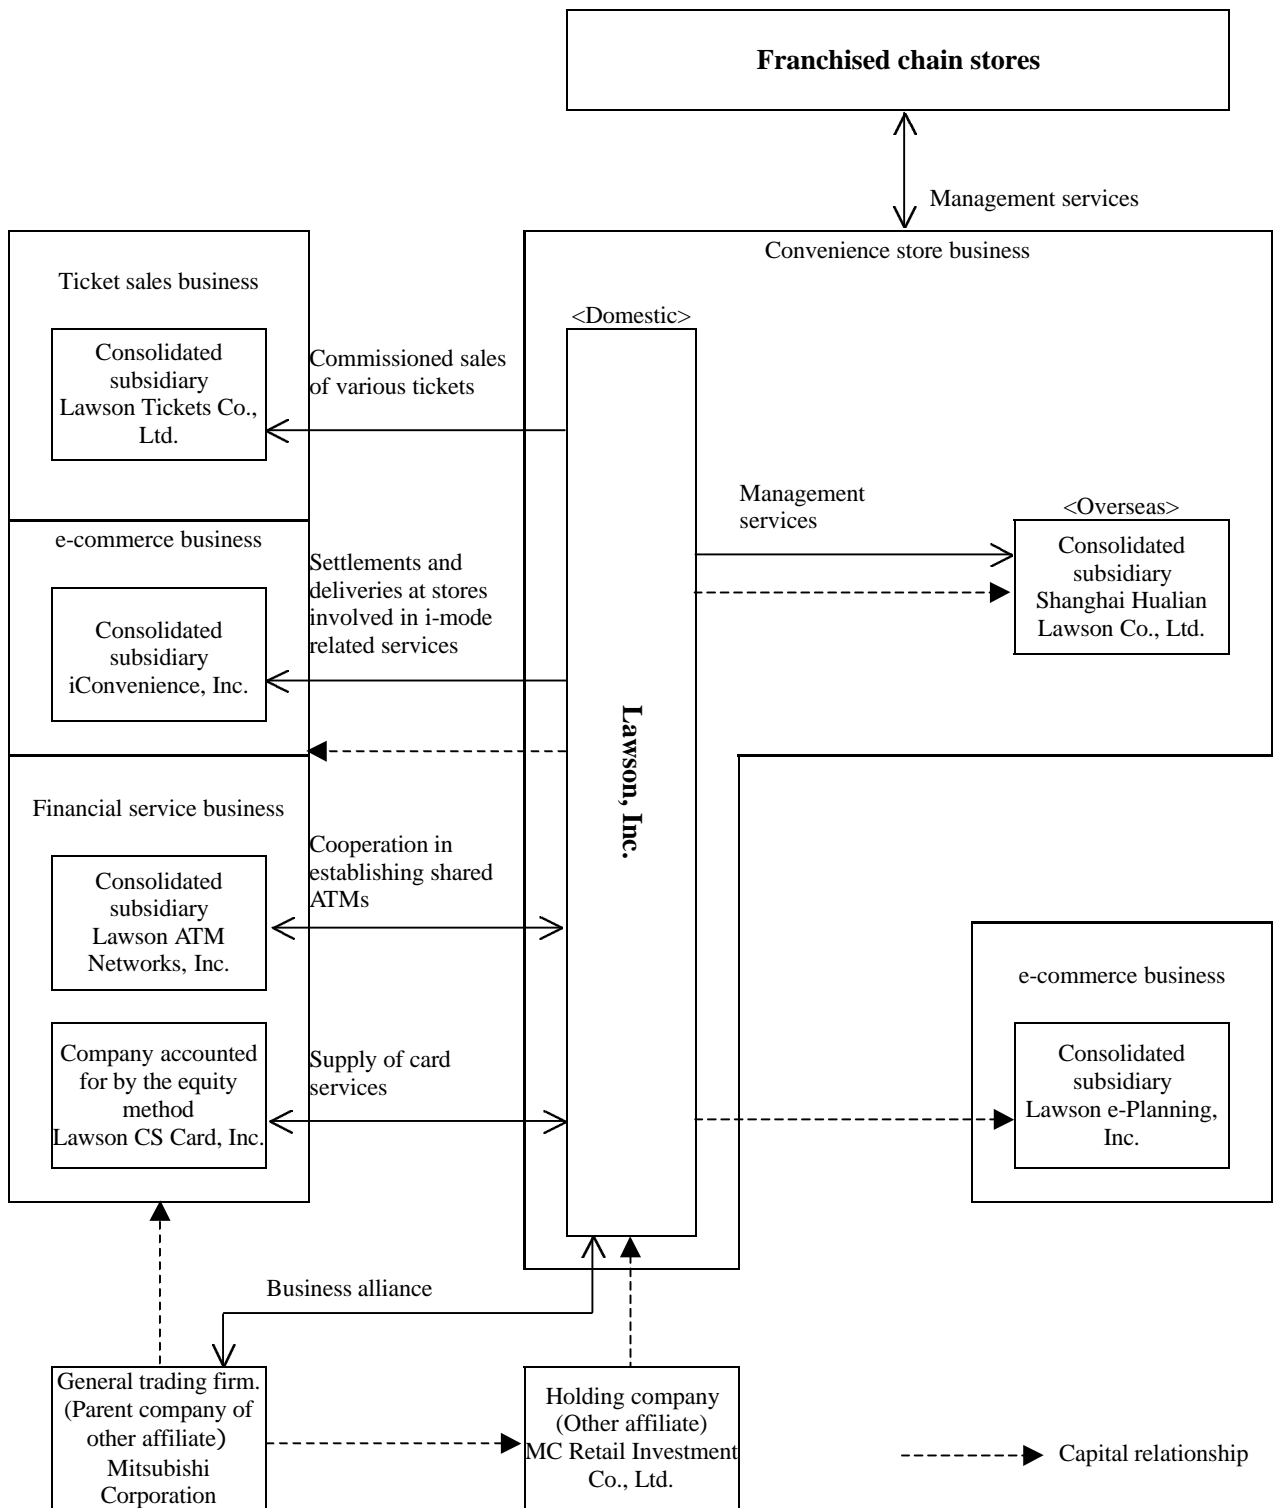 Franchised chain stores
Management services
Convenience store business
Ticket sales business
<Domestic>
Consolidated
subsidiary
Lawson Tickets Co.,
Ltd.
Commissioned sales
of various tickets
Management
services
<Overseas>
Consolidated
subsidiary
Shanghai Hualian
Lawson Co., Ltd.
e-commerce business
Settlements and
deliveries at stores
involved in i-mode
related services
Consolidated
subsidiary
iConvenience, Inc.
Lawson, Inc.
Financial service business
Cooperation in
establishing shared
ATMs
Consolidated
subsidiary
Lawson ATM
Networks, Inc.
e-commerce business
Company accounted
for by the equity
method
Lawson CS Card, Inc.
Supply of card
services
Consolidated
subsidiary
Lawson e-Planning,
Inc.
Business alliance
General trading firm.
(Parent company of
other affiliate)
Mitsubishi
Corporation
Holding company
(Other affiliate)
MC Retail Investment
Co., Ltd.
Capital relationship